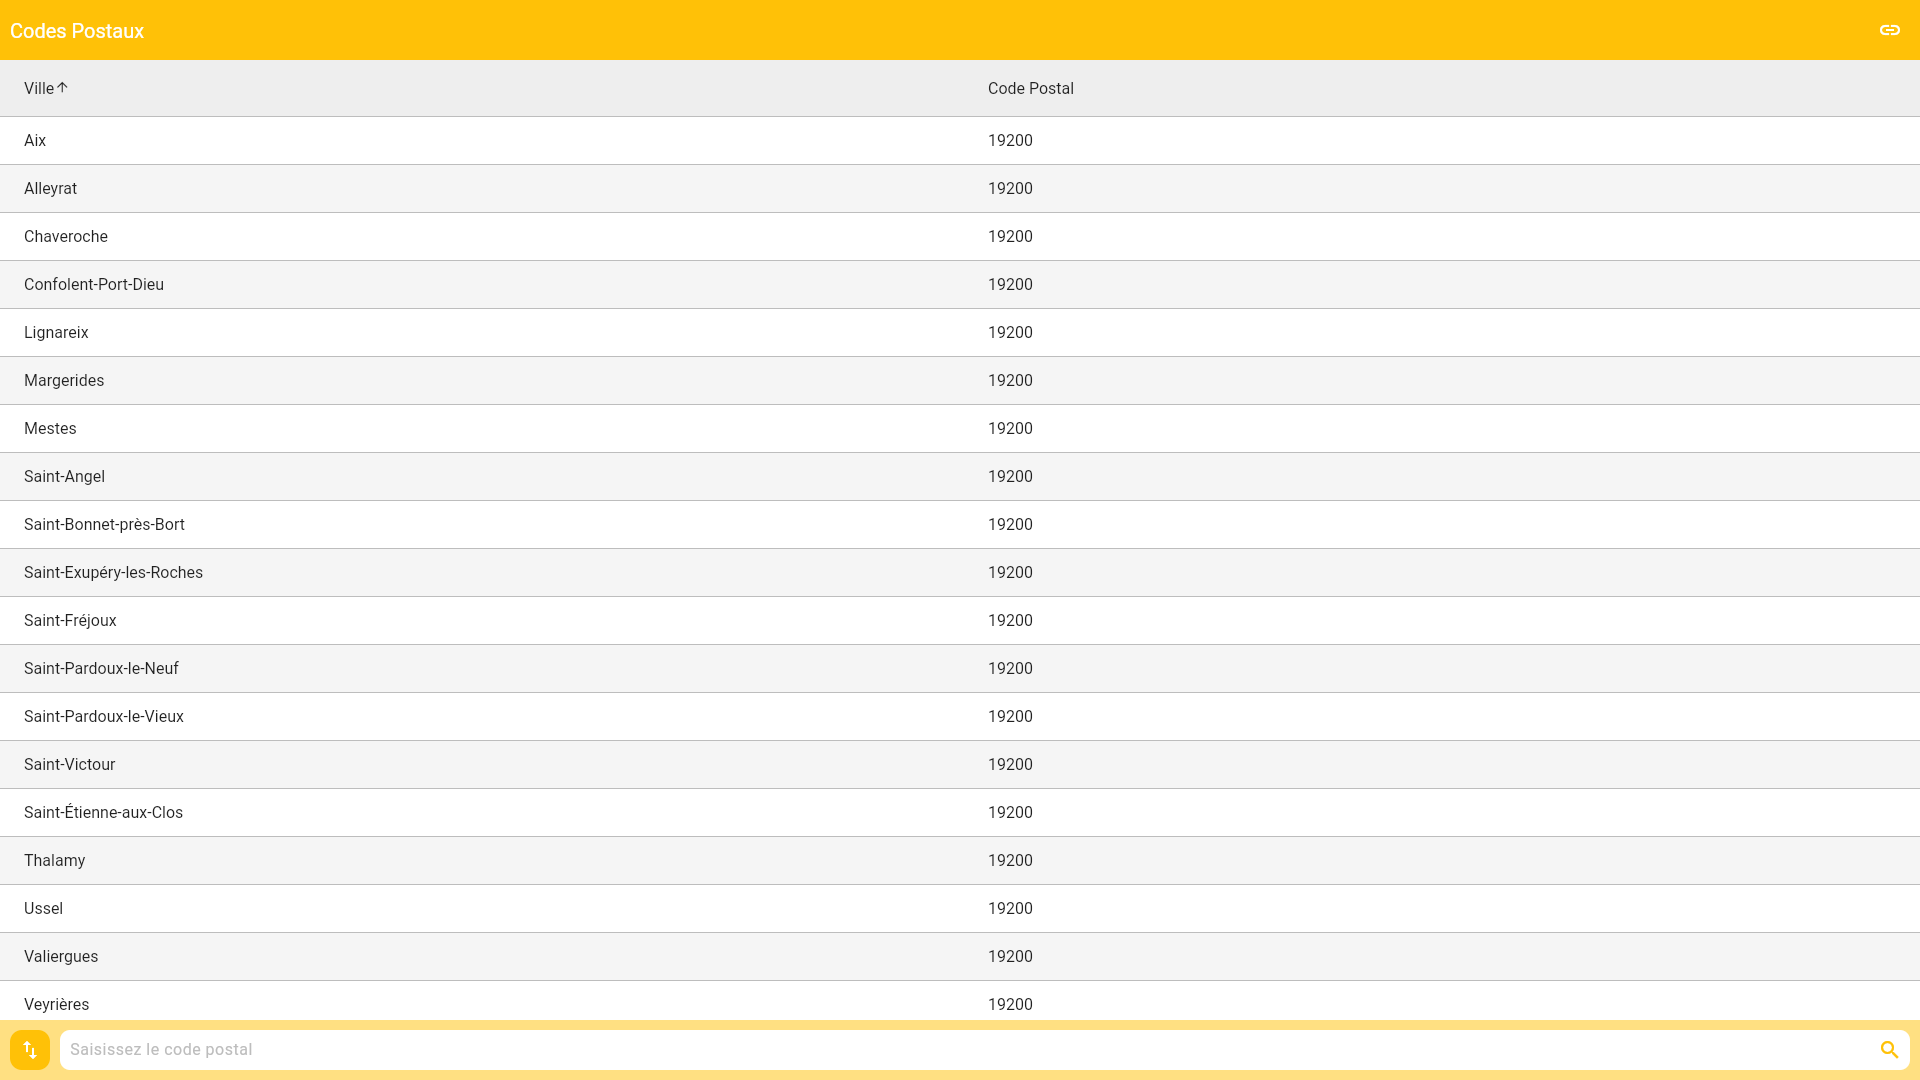 Codes Postaux
Ville Code Postal
Aix 19200
Alleyrat 19200
Chaveroche 19200
Confolent-Port-Dieu 19200
Lignareix 19200
Margerides 19200
Mestes 19200
Saint-Angel 19200
Saint-Bonnet-près-Bort 19200
Saint-Exupéry-les-Roches 19200
Saint-Fréjoux 19200
Saint-Pardoux-le-Neuf 19200
Saint-Pardoux-le-Vieux 19200
Saint-Victour 19200
Saint-Étienne-aux-Clos 19200
Thalamy 19200
Ussel 19200
Valiergues 19200
Veyrières 19200
Saisissez le code postal